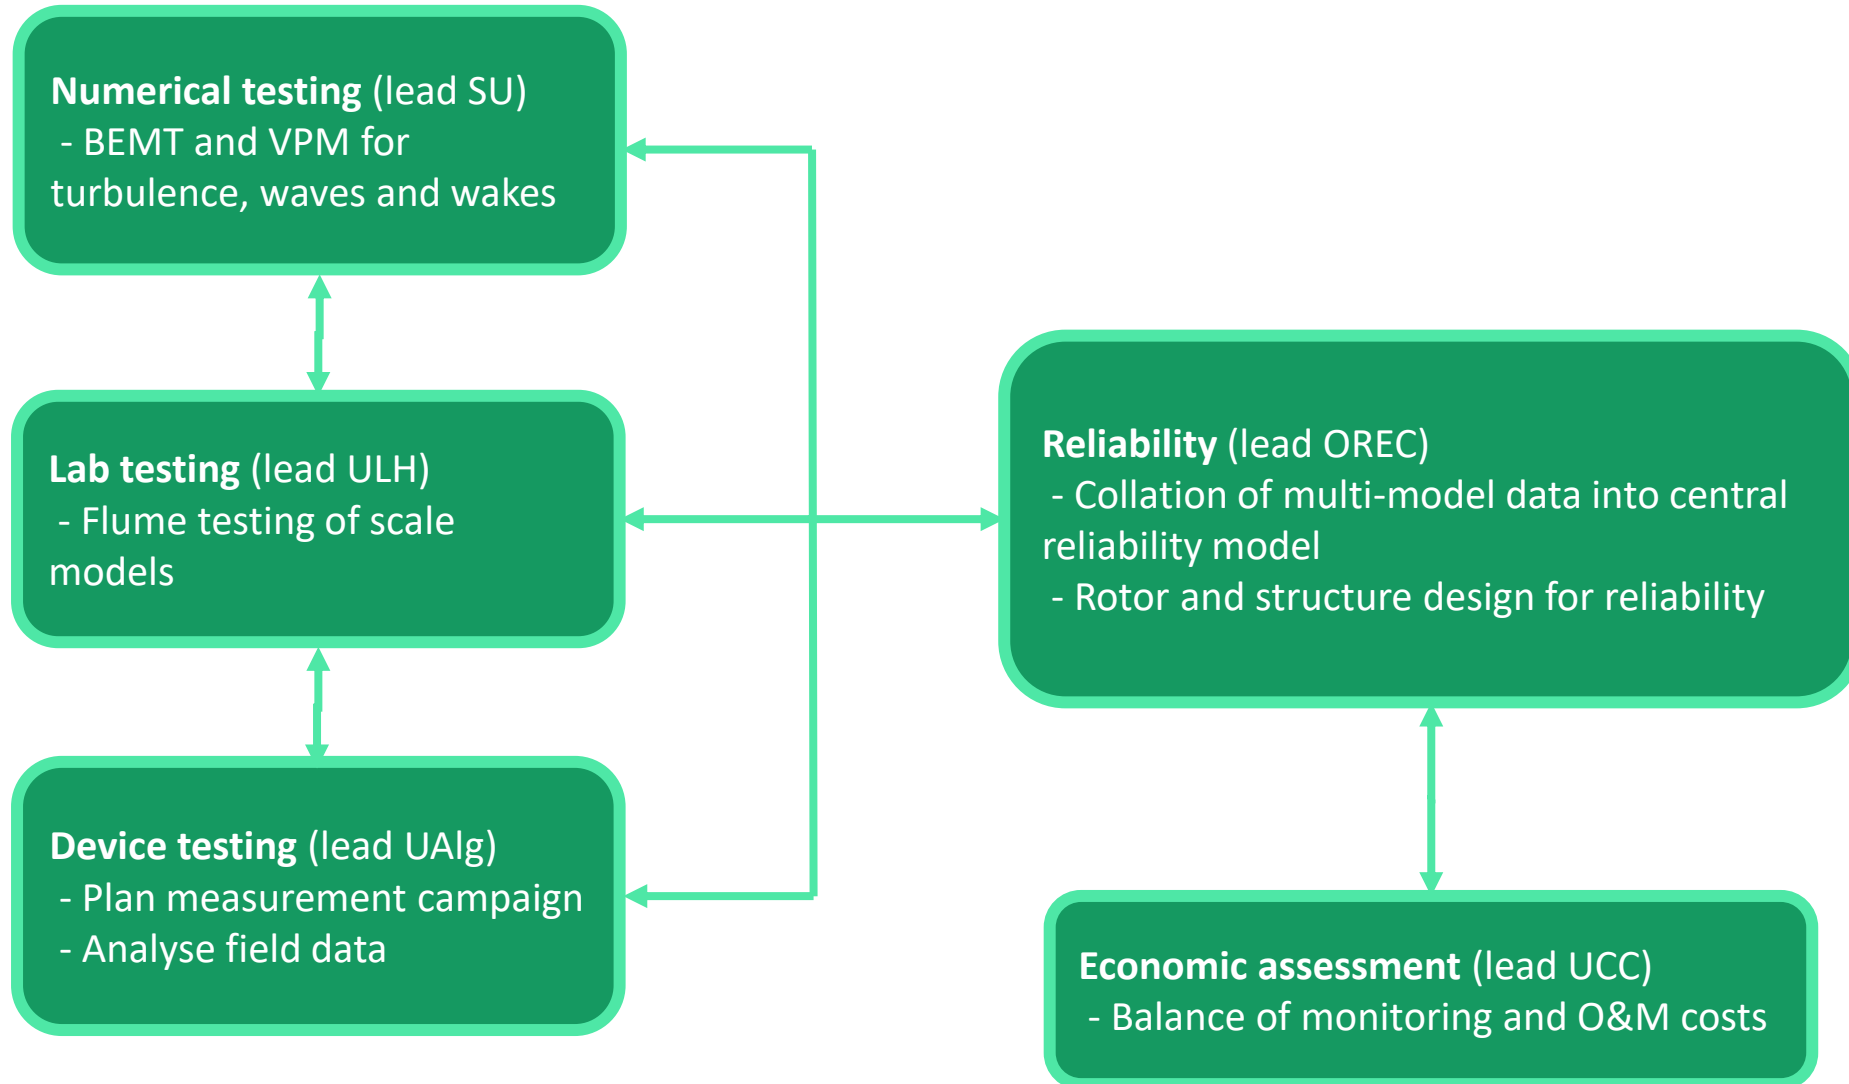 Numerical testing (lead SU)
- BEMT and VPM for
turbulence, waves and wakes
Lab testing (lead ULH)
- Flume testing of scale
models
Device testing (lead UAlg)
- Plan measurement campaign
- Analyse field data
Reliability (lead OREC)
- Collation of multi-model data into central
reliability model
- Rotor and structure design for reliability
Economic assessment (lead UCC)
- Balance of monitoring and O&M costs